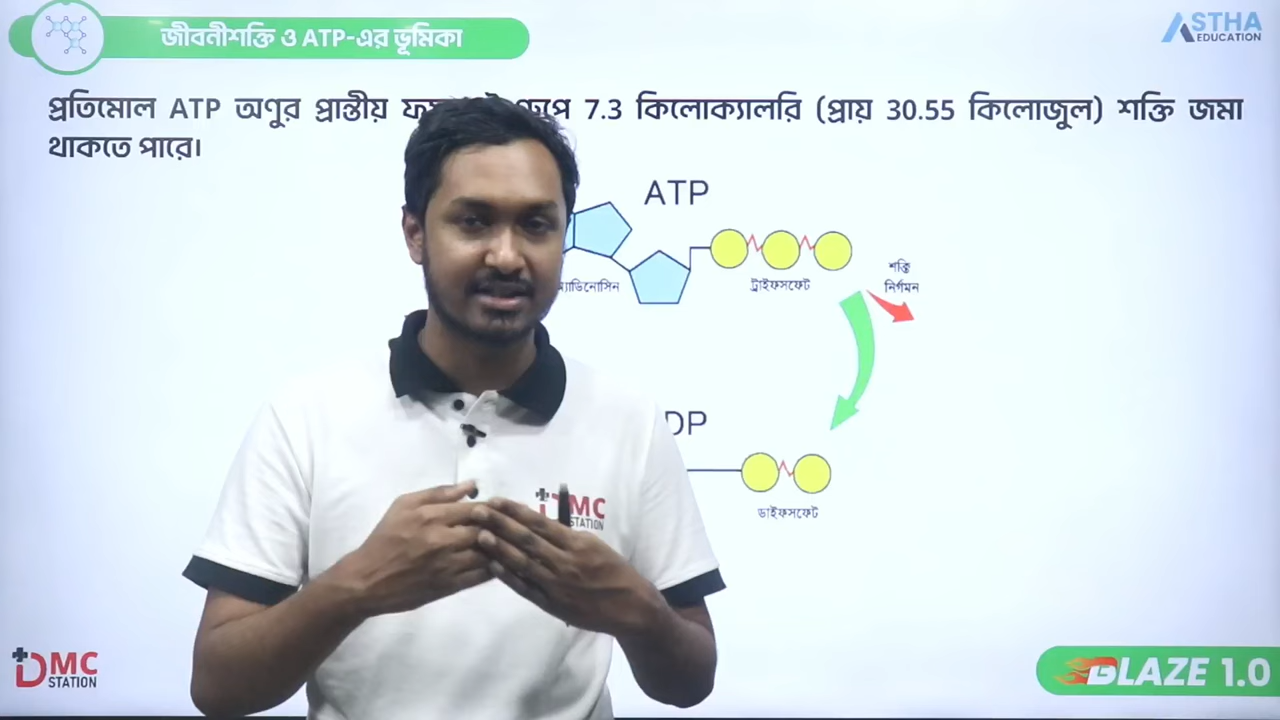 জীবনীশক্তি ও ATP-এর ভূমিকা
ASTHA
EDUCATION
প্রতিমোল ATP অণুর প্রান্তীয় 7.3 কিলোক্যালরি (প্রায় 30.55 কিলোজুল) শক্তি জমা
থাকতে পারে।
ATP
শক্তি
নির্গমন
ট্রাইফসফেট
DP
ডাইফসফেট
MC
STATION
DMC
STATION
BLAZE 1.0